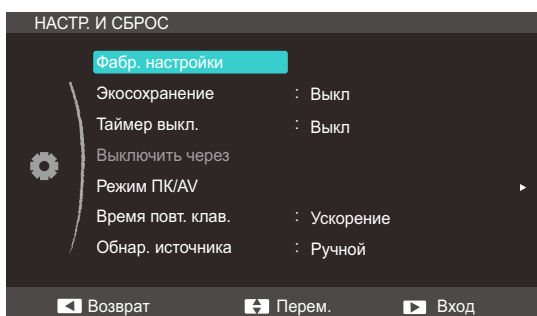 НАСТР. И СБРОС
Фабр. настройки
Экосохранение : Выкл
Таймер выкл. : Выкл
Выключить через
Режим ПК/AV
Время повт. клав. : Ускорение
Обнар. источника : Ручной
Возврат Перем. Вход